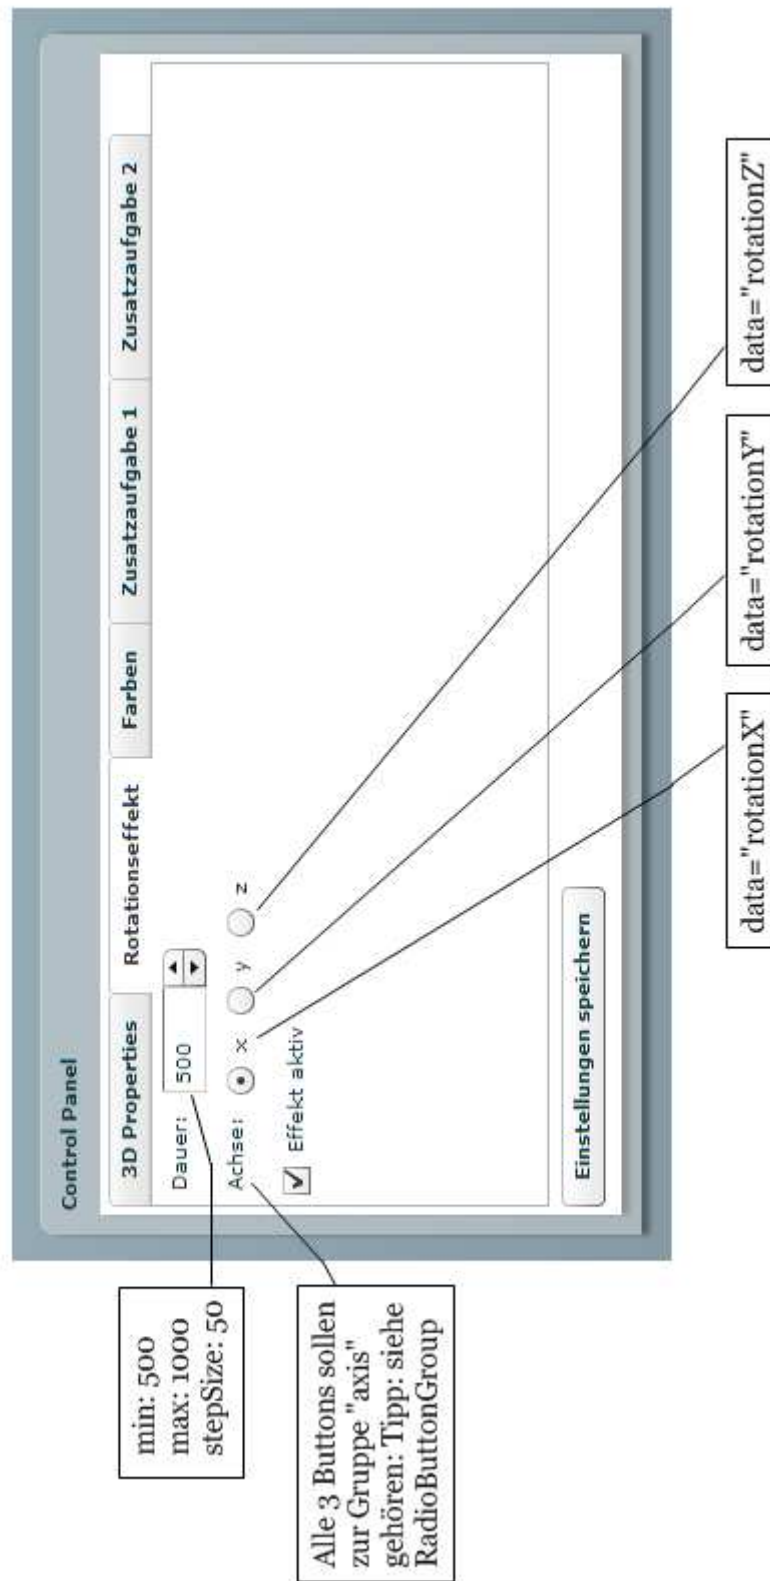 Control Panel
3D Properties Rotationseffekt Farben Zusatzaufgabe 1 Zusatzaufgabe 2
Dauer: 500
Achse: x y z
Effekt aktiv
Einstellungen speichern
min: 500
max: 1000
stepSize: 50
Alle 3 Buttons sollen
zur Gruppe "axis"
gehören: Tipp: siehe
RadioButtonGroup
data="rotationX"
data="rotationY"
data="rotationZ"